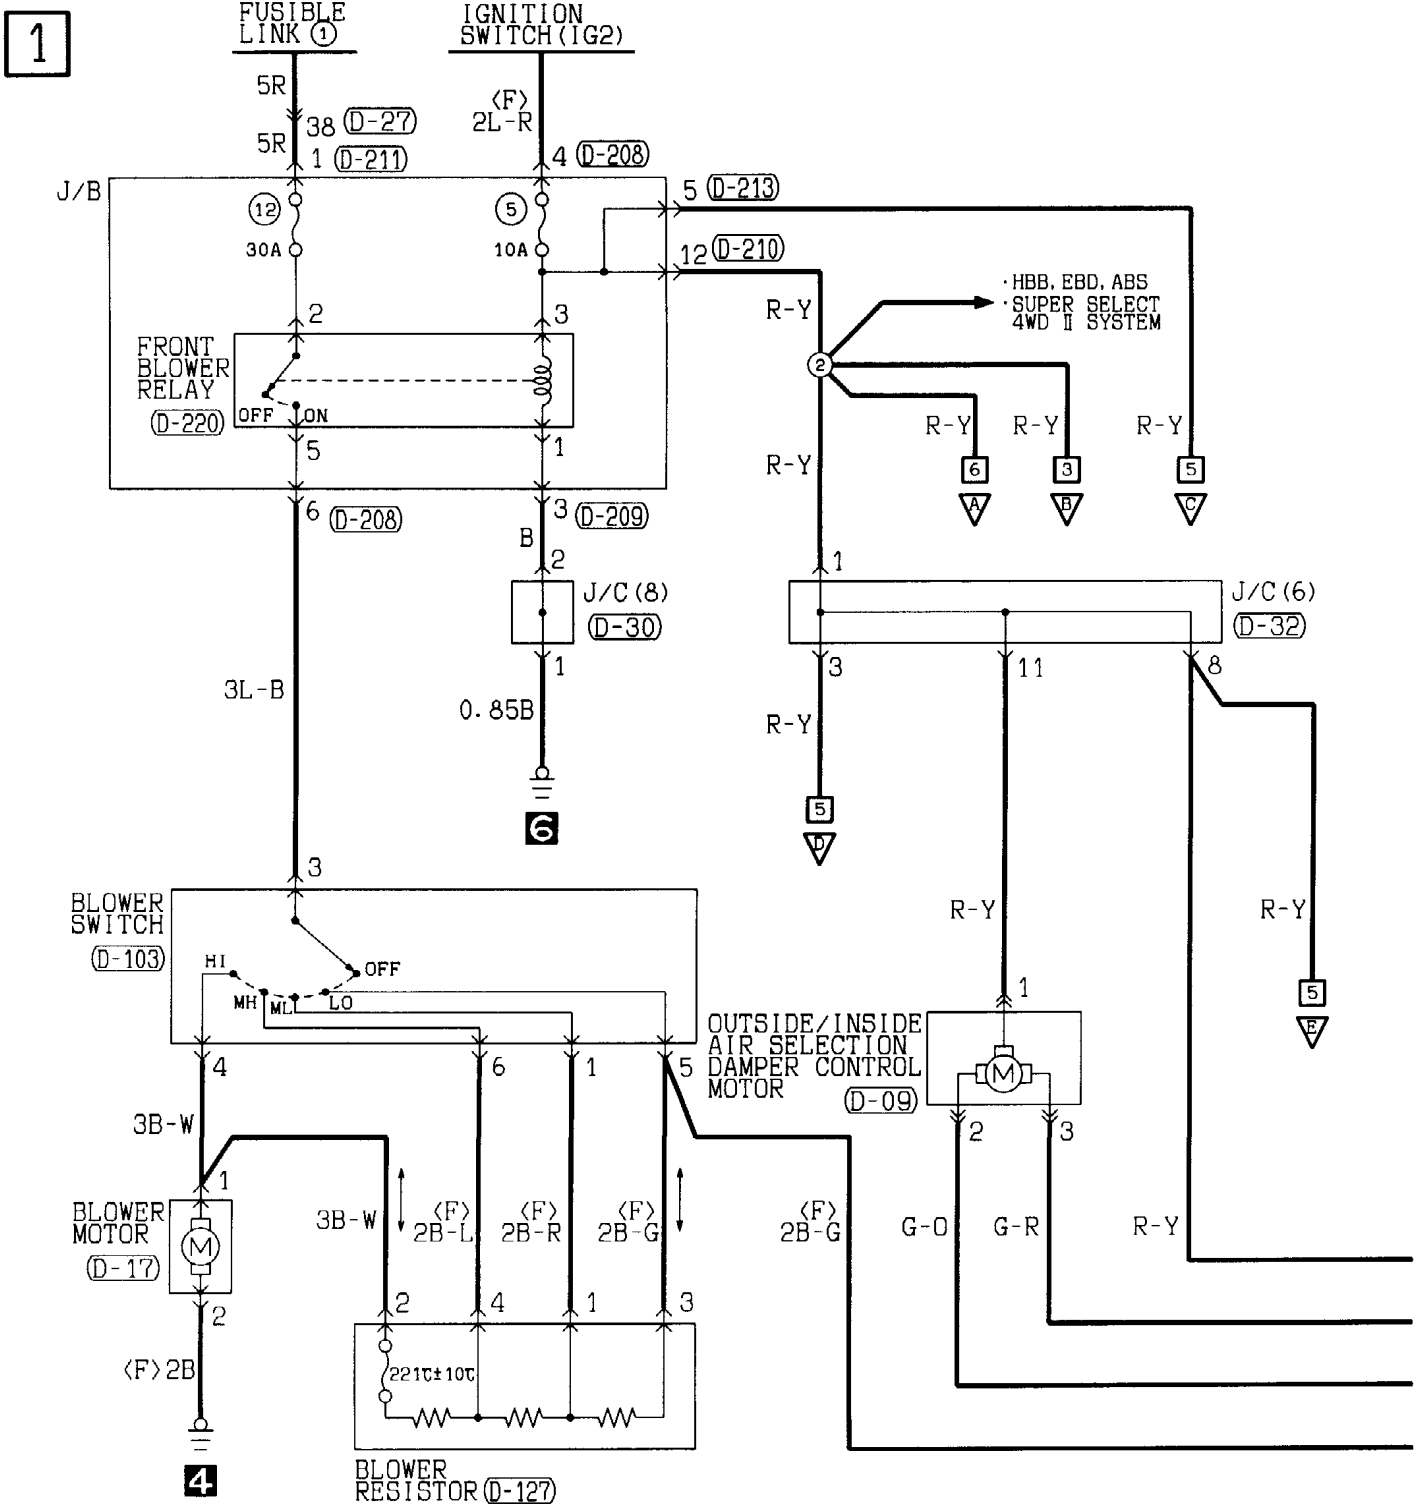 1
FUSIBLE
LINK ①
IGNITION
SWITCH(IG2)
5R
38 (D-27)
5R
1 (D-211)
〈F〉
2L-R
4 (D-208)
J/B
⑫
30A
⑤
10A
5 (D-213)
12 (D-210)
R-Y
·HBB, EBD, ABS
·SUPER SELECT
4WD Ⅱ SYSTEM
②
2
3
FRONT
BLOWER
RELAY
(D-220)
OFF
ON
5
1
R-Y
R-Y
R-Y
R-Y
6
3
5
A
B
C
6 (D-208)
3 (D-209)
B
2
J/C(8)
(D-30)
1
0.85B
6
1
J/C(6)
(D-32)
3
11
8
R-Y
5
D
3L-B
3
BLOWER
SWITCH
(D-103)
HI
MH
ML
LO
OFF
R-Y
R-Y
5
E
4
6
1
5
1
OUTSIDE/INSIDE
AIR SELECTION
DAMPER CONTROL
MOTOR
(D-09)
M
2
3
3B-W
1
BLOWER
MOTOR
(D-17)
M
2
3B-W
〈F〉
2B-L
〈F〉
2B-R
〈F〉
2B-G
〈F〉
2B-G
G-O
G-R
R-Y
2
4
1
3
〈F〉2B
221℃±10℃
4
BLOWER
RESISTOR (D-127)